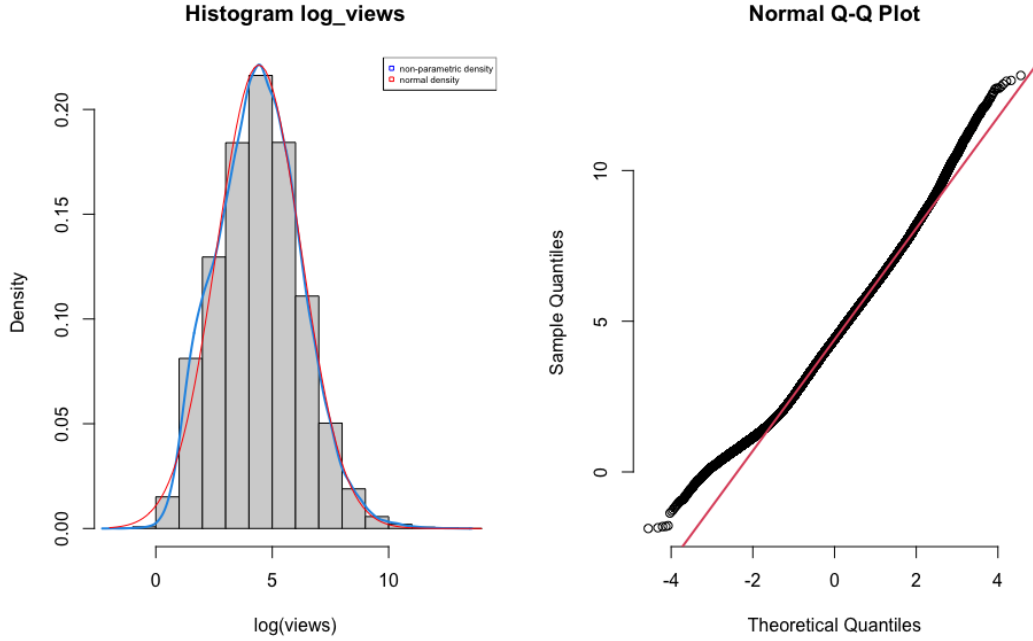 Histogram log_views
non-parametric density
normal density
Density
0.00
0.05
0.10
0.15
0.20
0
5
10
log(views)
Normal Q-Q Plot
Sample Quantiles
0
5
10
-4
-2
0
2
4
Theoretical Quantiles